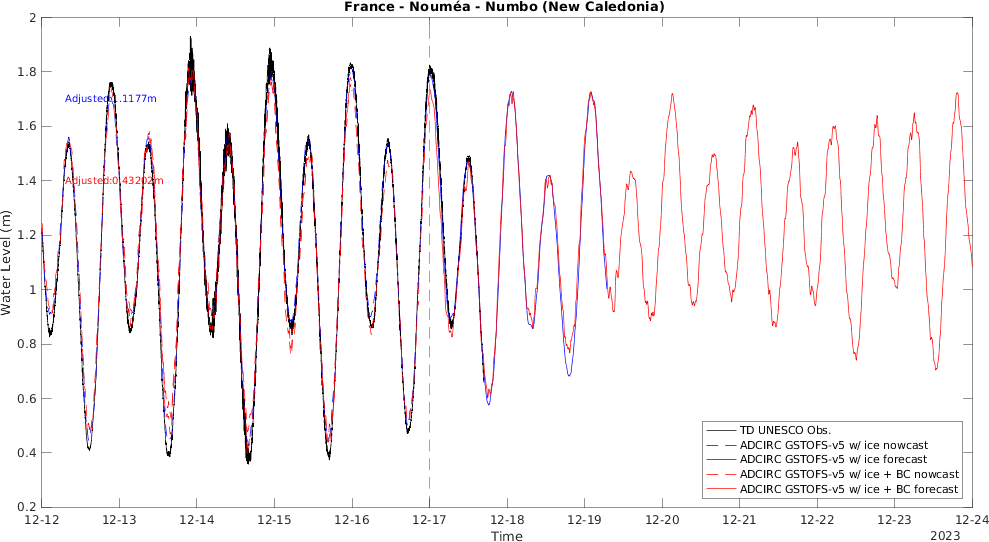 France - Nouméa - Numbo (New Caledonia)
2
1.8
1.6
1.4
1.2
1
0.8
0.6
0.4
0.2
Water Level (m)
Adjusted:
.1177m
Adjusted:0.43202m
TD UNESCO Obs.
ADCIRC GSTOFS-v5 w/ ice nowcast
ADCIRC GSTOFS-v5 w/ ice forecast
ADCIRC GSTOFS-v5 w/ ice + BC nowcast
ADCIRC GSTOFS-v5 w/ ice + BC forecast
12-12 12-13 12-14 12-15 12-16 12-17 12-18 12-19 12-20 12-21 12-22 12-23 12-24
Time
2023